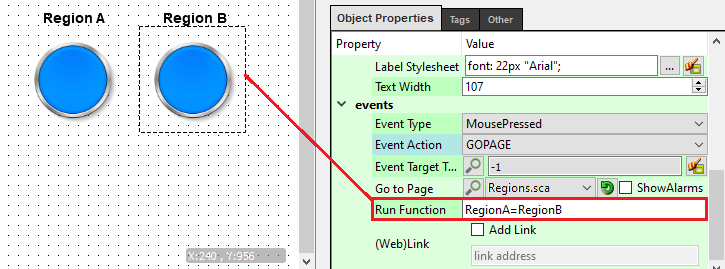 Region A Region B
Object Properties Tags Other
Property Value
Label Stylesheet font: 22px "Arial"; ...
Text Width 107
events
Event Type MousePressed
Event Action GOPAGE
Event Target T... -1
Go to Page Regions.sca ShowAlarms
Run Function RegionA=RegionB
Add Link
(Web)Link
link address
X:240 , Y:956